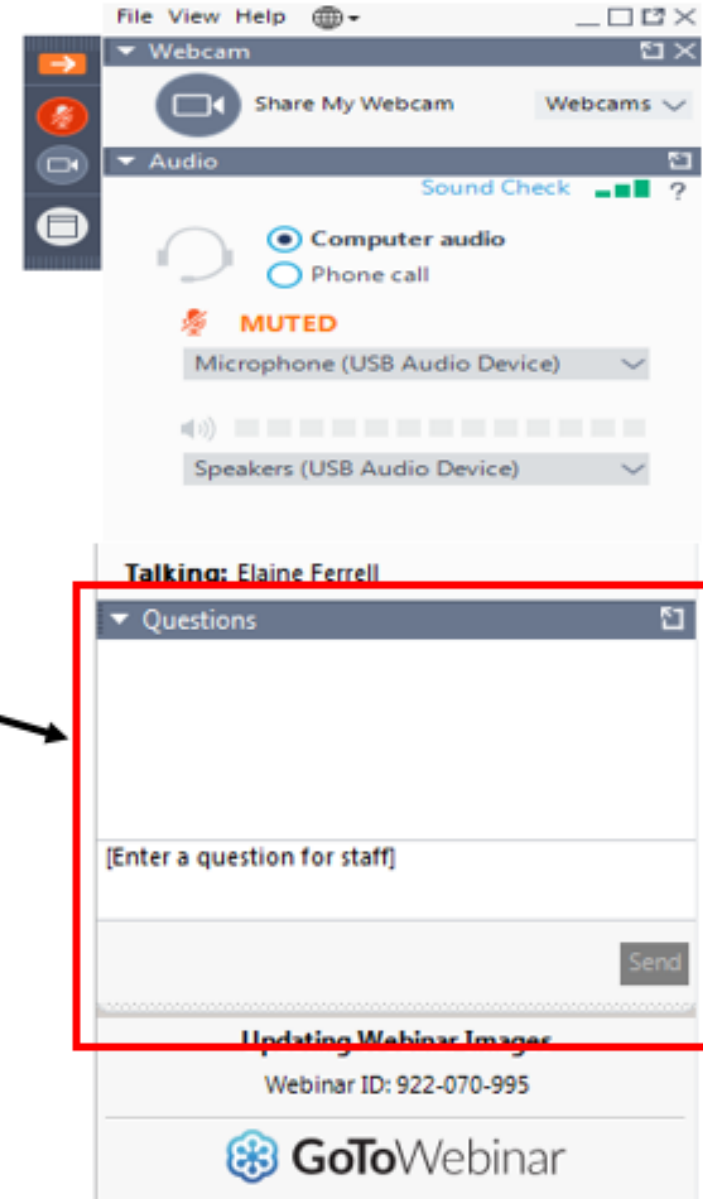 File View Help
Webcam
Share My Webcam Webcams
Audio
Sound Check ?
Computer audio
Phone call
MUTED
Microphone (USB Audio Device)
Speakers (USB Audio Device)
Talking: Elaine Ferrell
Questions
[Enter a question for staff]
Send
Updating Webinar Images
Webinar ID: 922-070-995
GoToWebinar